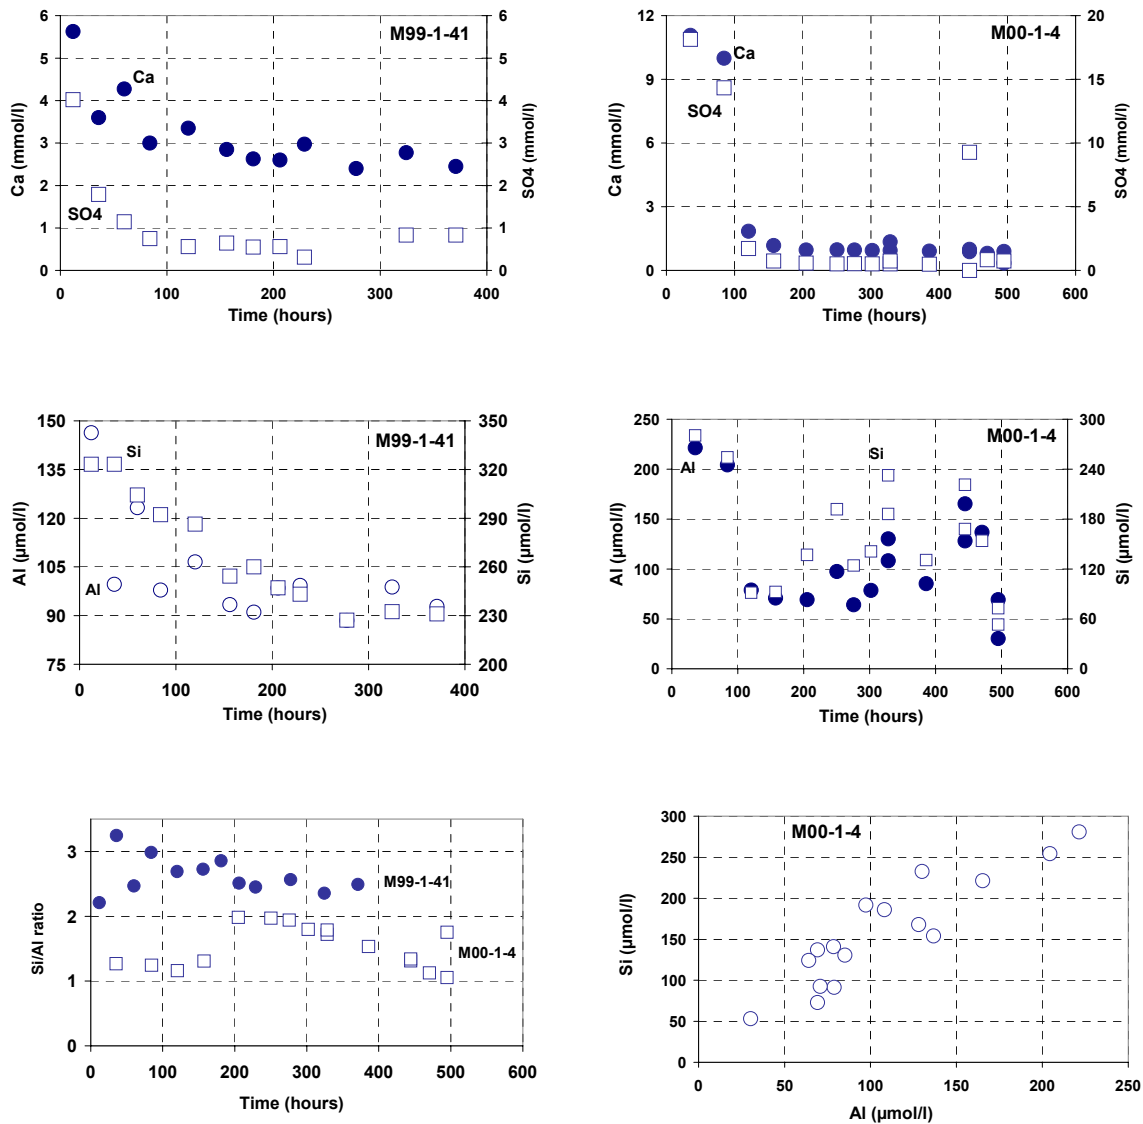 M99-1-41
Ca (mmol/l)
6
5
4
3
2
1
0
Ca
SO4
6
5
4
3
2
1
0
SO4 (mmol/l)
0 100 200 300 400
Time (hours)
M00-1-4
Ca (mmol/l)
12
9
6
3
0
Ca
SO4
20
15
10
5
0
SO4 (mmol/l)
0 100 200 300 400 500 600
Time (hours)
M99-1-41
Al (µmol/l)
150
135
120
105
90
75
Si
Al
350
320
290
260
230
200
Si (µmol/l)
0 100 200 300 400
Time (hours)
M00-1-4
Al (µmol/l)
250
200
150
100
50
0
Al
Si
300
240
180
120
60
0
Si (µmol/l)
0 100 200 300 400 500 600
Time (hours)
Si/Al ratio
3
2
1
0
M99-1-41
M00-1-4
0 100 200 300 400 500 600
Time (hours)
M00-1-4
Si (µmol/l)
300
250
200
150
100
50
0
0 50 100 150 200 250
Al (µmol/l)